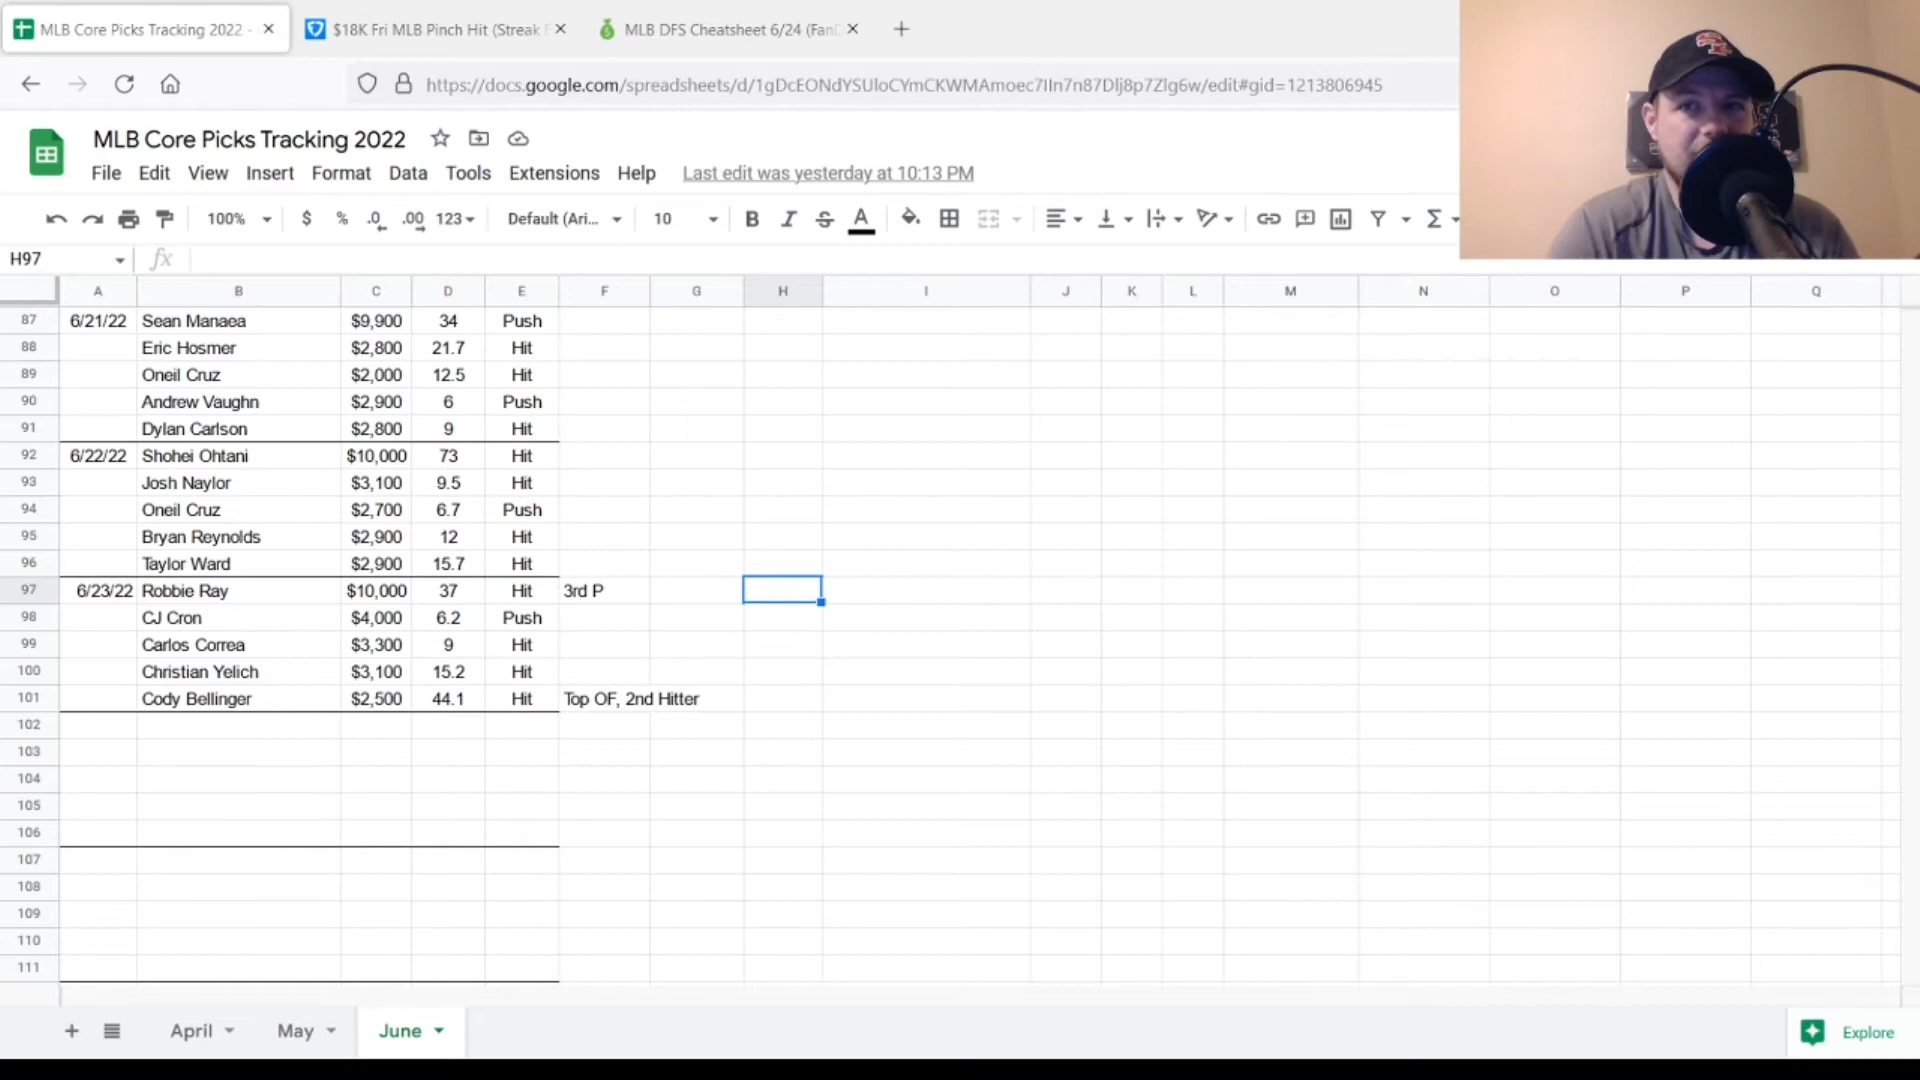 MLB Core Picks Tracking 2022 -
$18K Fri MLB Pinch Hit (Streak
MLB DFS Cheatsheet 6/24 (Fan
https://docs.google.com/spreadsheets/d/1gDcEONdYSUloCYmCKWMAmoec7IIn7n87Dlj8p7Zlg6w/edit#gid=1213806945
MLB Core Picks Tracking 2022
File Edit View Insert Format Data Tools Extensions Help Last edit was yesterday at 10:13 PM
100% $ % .0 .00 123 Default (Ari... 10 B I S A
H97 fx
A B C D E F G H I J K L M N O P Q
87 6/21/22 Sean Manaea $9,900 34 Push
88 Eric Hosmer $2,800 21.7 Hit
89 Oneil Cruz $2,000 12.5 Hit
90 Andrew Vaughn $2,900 6 Push
91 Dylan Carlson $2,800 9 Hit
92 6/22/22 Shohei Ohtani $10,000 73 Hit
93 Josh Naylor $3,100 9.5 Hit
94 Oneil Cruz $2,700 6.7 Push
95 Bryan Reynolds $2,900 12 Hit
96 Taylor Ward $2,900 15.7 Hit
97 6/23/22 Robbie Ray $10,000 37 Hit 3rd P
98 CJ Cron $4,000 6.2 Push
99 Carlos Correa $3,300 9 Hit
100 Christian Yelich $3,100 15.2 Hit
101 Cody Bellinger $2,500 44.1 Hit Top OF, 2nd Hitter
102
103
104
105
106
107
108
109
110
111
April May June Explore